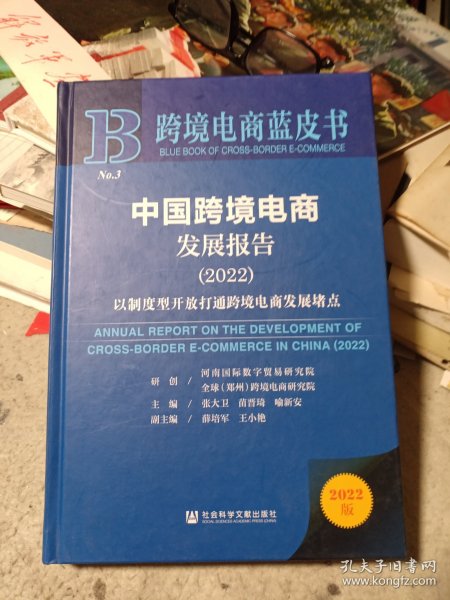 B
跨境电商蓝皮书
BLUE BOOK OF CROSS-BORDER E-COMMERCE
No.3
中国跨境电商
发展报告
(2022)
以制度型开放打通跨境电商发展堵点
ANNUAL REPORT ON THE DEVELOPMENT OF
CROSS-BORDER E-COMMERCE IN CHINA (2022)
研 创 / 河南国际数字贸易研究院
全球(郑州)跨境电商研究院
主 编 / 张大卫 苗晋琦 喻新安
副主编 / 薛培军 王小艳
2022
版
社会科学文献出版社
SOCIAL SCIENCES ACADEMIC PRESS (CHINA)
孔夫子旧书网
www.kongfz.com